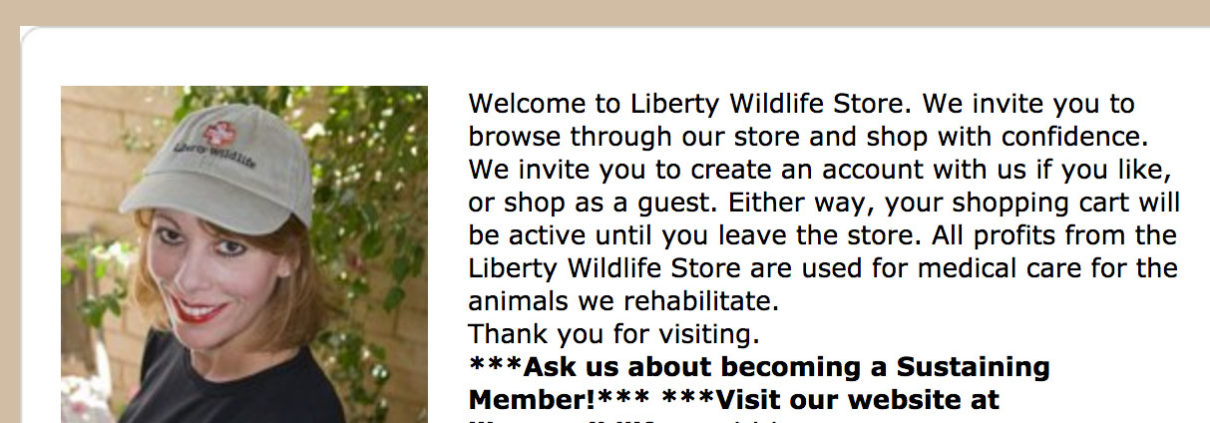 Liberty Wildlife
Welcome to Liberty Wildlife Store. We invite you to
browse through our store and shop with confidence.
We invite you to create an account with us if you like,
or shop as a guest. Either way, your shopping cart will
be active until you leave the store. All profits from the
Liberty Wildlife Store are used for medical care for the
animals we rehabilitate.
Thank you for visiting.
***Ask us about becoming a Sustaining
Member!*** ***Visit our website at